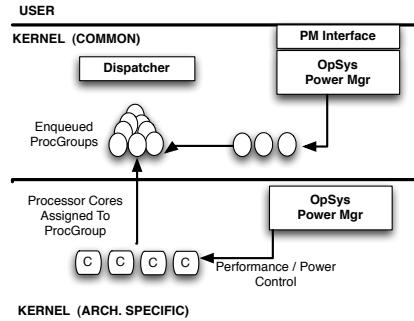 USER
KERNEL (COMMON)
PM Interface
Dispatcher
OpSys
Power Mgr
Enqueued
ProcGroups
Processor Cores
Assigned To
ProcGroup
OpSys
Power Mgr
C C C C
Performance / Power
Control
KERNEL (ARCH. SPECIFIC)